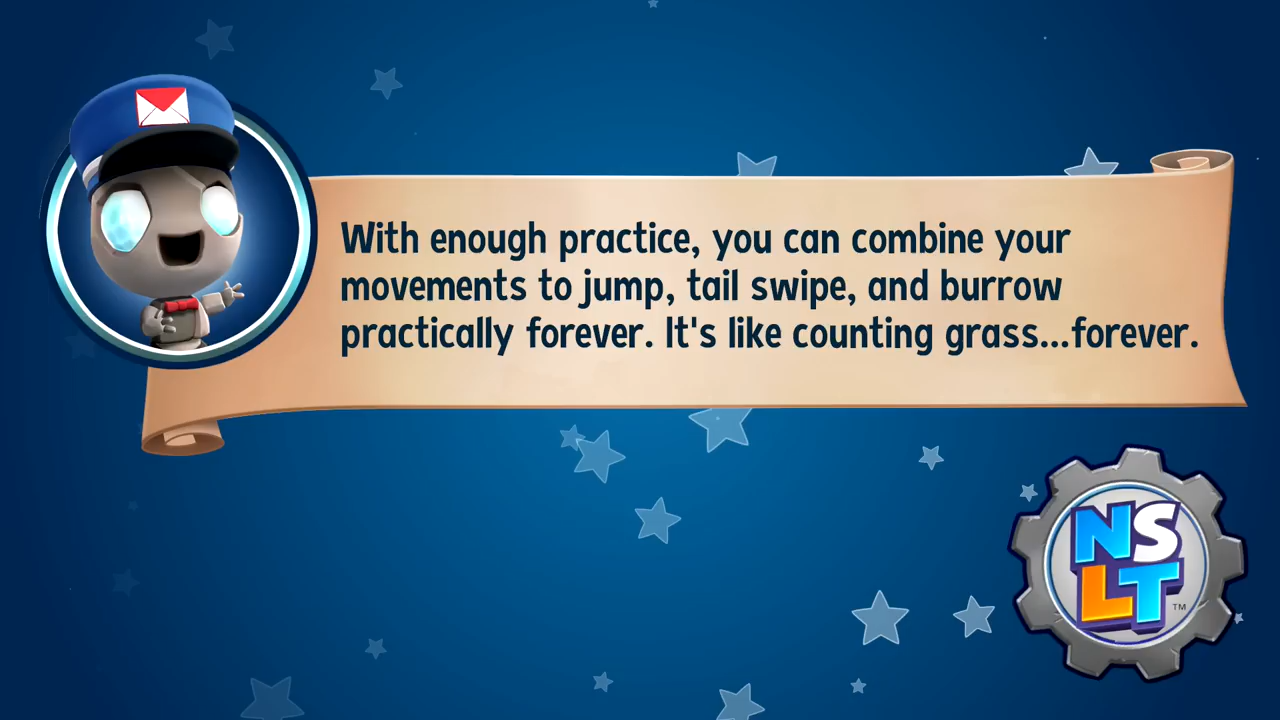 With enough practice, you can combine your
movements to jump, tail swipe, and burrow
practically forever. It's like counting grass...forever.
NS
LT
TM